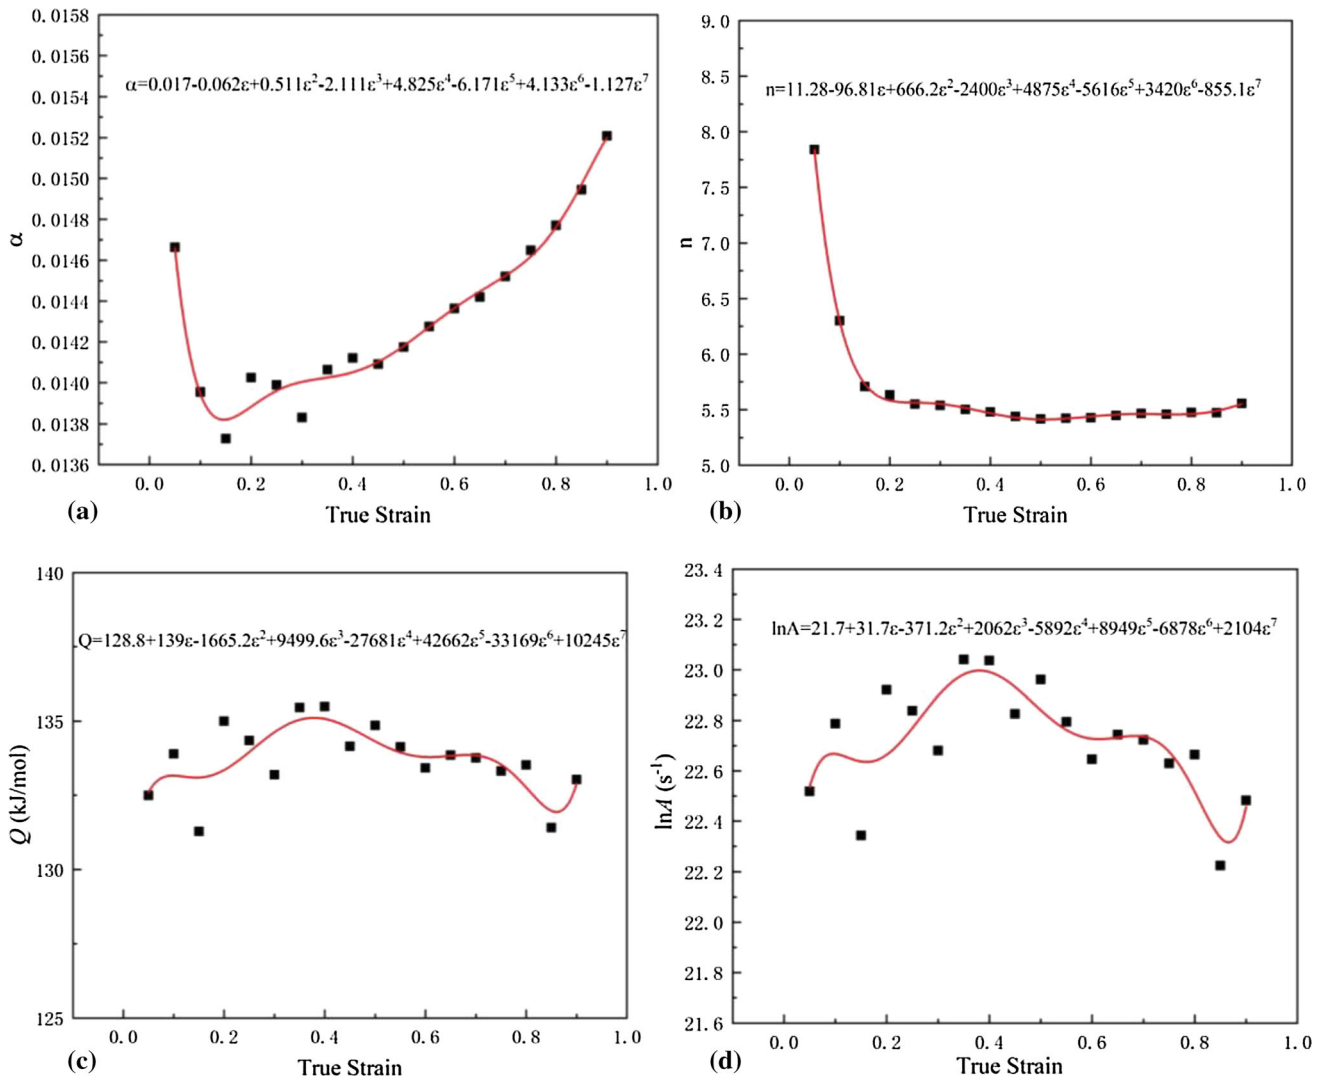 0.0158
0.0156
0.0154
0.0152
0.0150
0.0148
0.0146
0.0144
0.0142
0.0140
0.0138
0.0136
α
α=0.017-0.062ε+0.511ε²-2.111ε³+4.825ε⁴-6.171ε⁵+4.133ε⁶-1.127ε⁷
0.0 0.2 0.4 0.6 0.8 1.0
(a) True Strain
9.0
8.5
8.0
7.5
7.0
6.5
6.0
5.5
5.0
n
n=11.28-96.81ε+666.2ε²-2400ε³+4875ε⁴-5616ε⁵+3420ε⁶-855.1ε⁷
0.0 0.2 0.4 0.6 0.8 1.0
(b) True Strain
140
135
130
125
Q (kJ/mol)
Q=128.8+139ε-1665.2ε²+9499.6ε³-27681ε⁴+42662ε⁵-33169ε⁶+10245ε⁷
0.0 0.2 0.4 0.6 0.8 1.0
(c) True Strain
23.4
23.2
23.0
22.8
22.6
22.4
22.2
22.0
21.8
21.6
lnA (s⁻¹)
lnA=21.7+31.7ε-371.2ε²+2062ε³-5892ε⁴+8949ε⁵-6878ε⁶+2104ε⁷
0.0 0.2 0.4 0.6 0.8 1.0
(d) True Strain